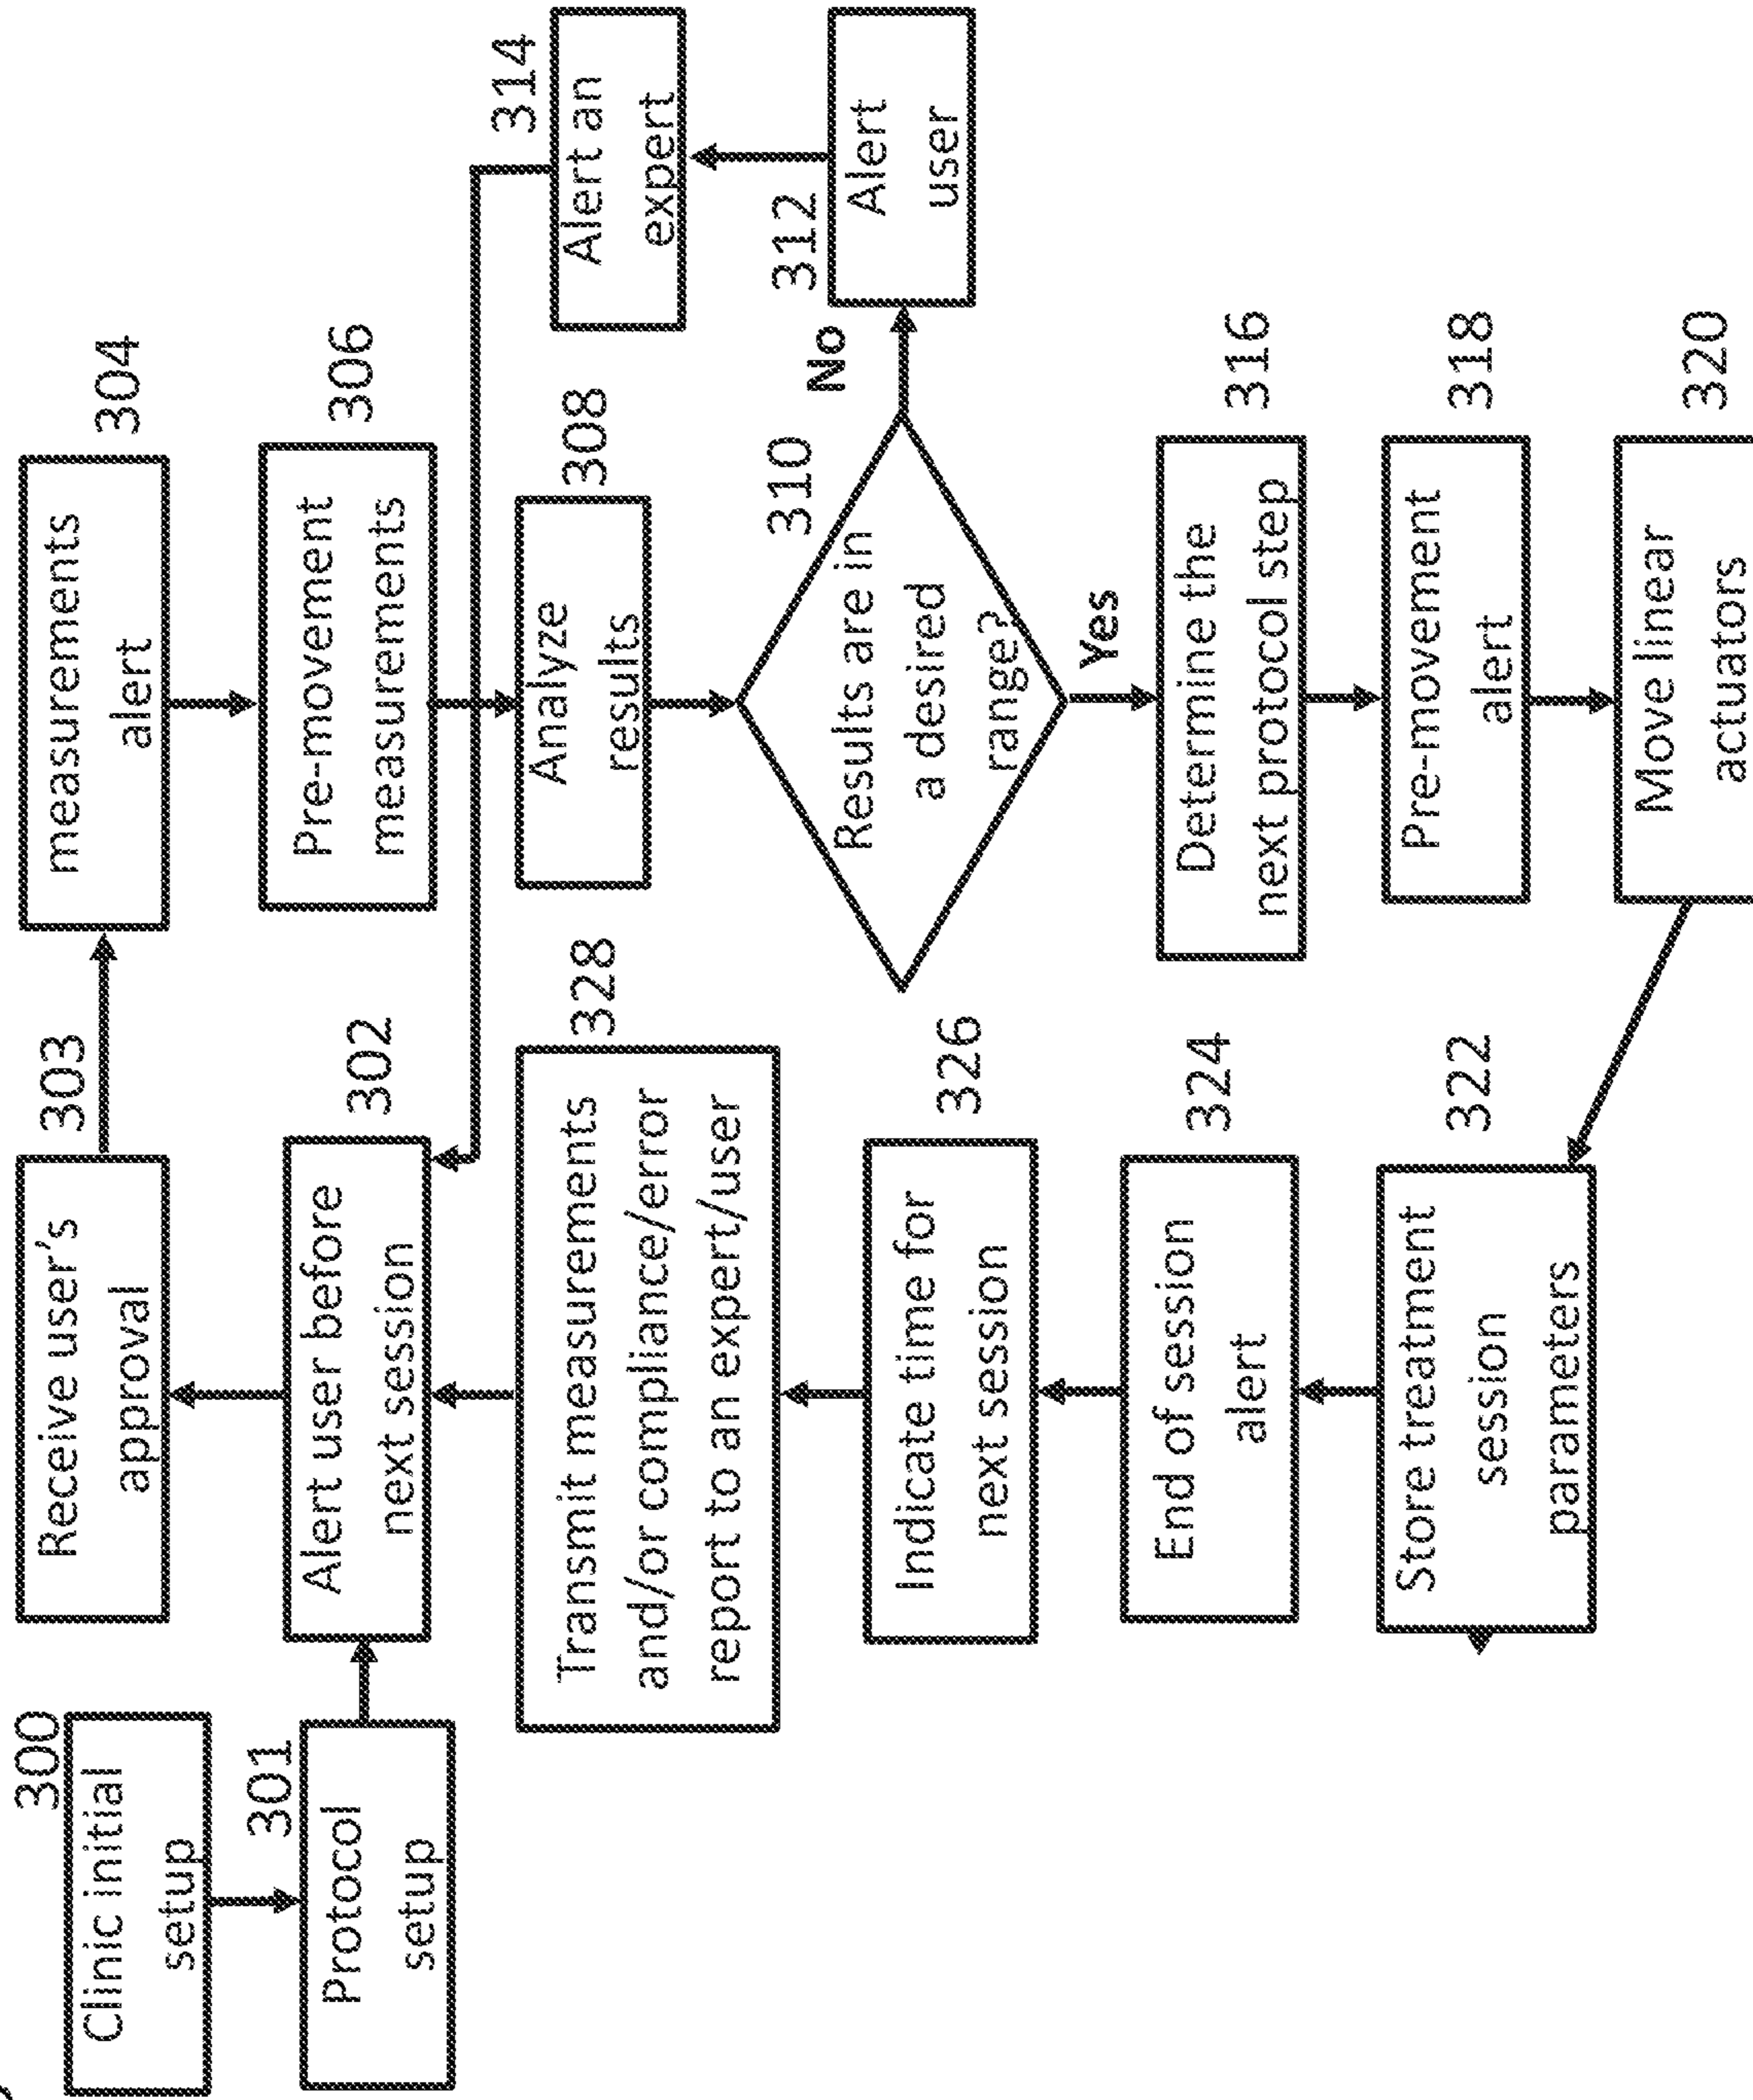 300
Clinic initial
setup
301
Protocol
setup
303
Receive user's
approval
302
Alert user before
next session
328
Transmit measurements
and/or compliance/error
report to an expert/user
326
Indicate time for
next session
324
End of session
alert
322
Store treatment
session
parameters
304
measurements
alert
306
Pre-movement
measurements
308
Analyze
results
310
Results are in
a desired
range?
No
Yes
312
Alert
user
314
Alert an
expert
316
Determine the
next protocol step
318
Pre-movement
alert
320
Move linear
actuators